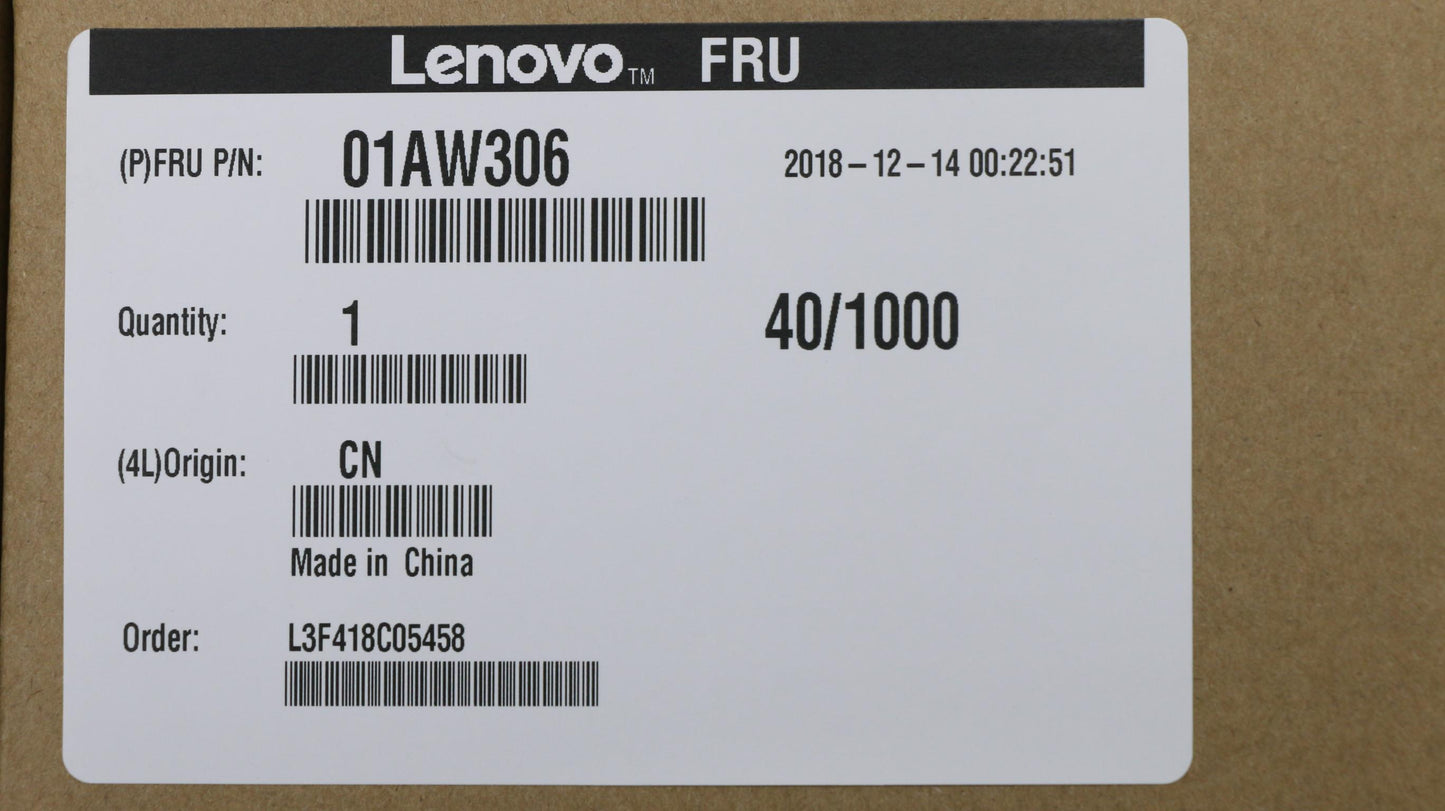 Lenovo™ FRU
(P)FRU P/N: 01AW306 2018-12-14 00:22:51
Quantity: 1 40/1000
(4L)Origin: CN
Made in China
Order: L3F418C05458